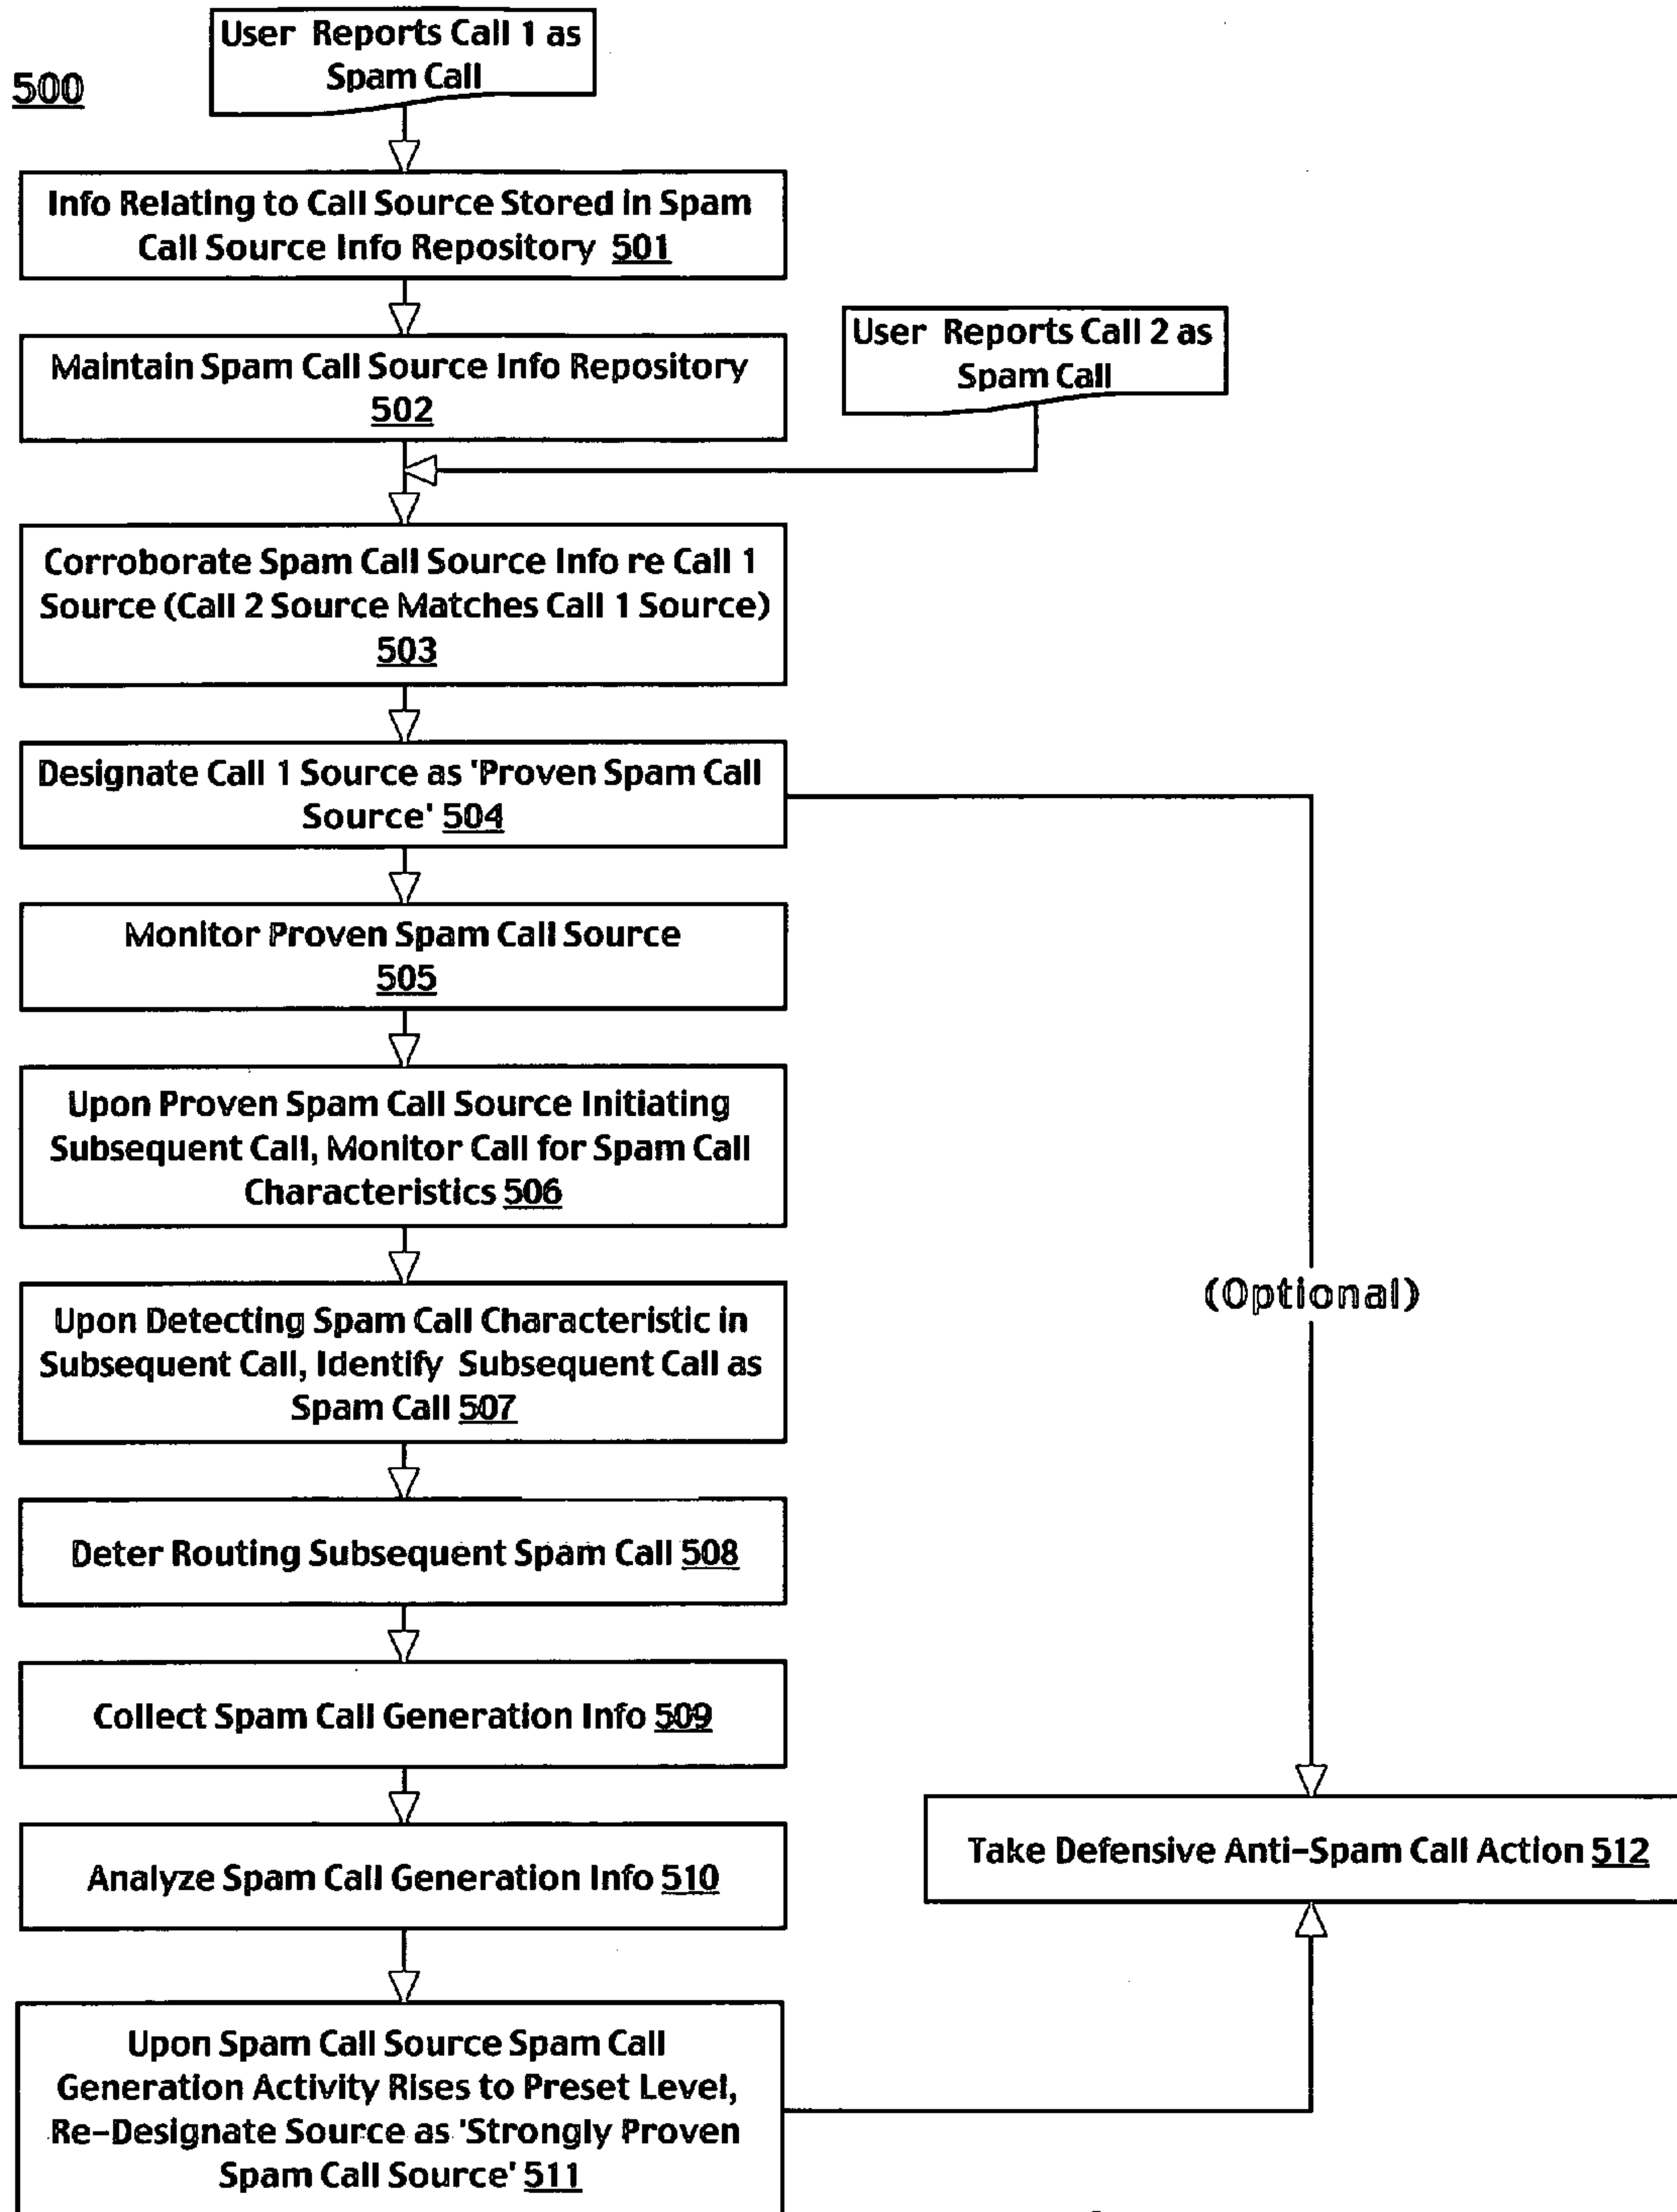 500
User Reports Call 1 as
Spam Call
Info Relating to Call Source Stored in Spam
Call Source Info Repository 501
Maintain Spam Call Source Info Repository
502
User Reports Call 2 as
Spam Call
Corroborate Spam Call Source Info re Call 1
Source (Call 2 Source Matches Call 1 Source)
503
Designate Call 1 Source as 'Proven Spam Call
Source' 504
Monitor Proven Spam Call Source
505
Upon Proven Spam Call Source Initiating
Subsequent Call, Monitor Call for Spam Call
Characteristics 506
Upon Detecting Spam Call Characteristic in
Subsequent Call, Identify Subsequent Call as
Spam Call 507
(Optional)
Deter Routing Subsequent Spam Call 508
Collect Spam Call Generation Info 509
Analyze Spam Call Generation Info 510
Take Defensive Anti-Spam Call Action 512
Upon Spam Call Source Spam Call
Generation Activity Rises to Preset Level,
Re-Designate Source as 'Strongly Proven
Spam Call Source' 511